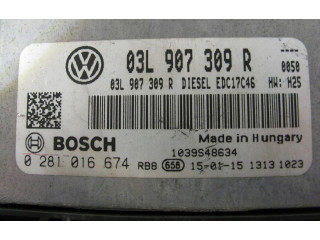 03L 907 309 R
0050
03L 907 309 R DIESEL EDC17C46 HW: H25
BOSCH
Made in Hungary
1039S48634
0 281 016 674 RB8 658 15-01-15 1313 1023